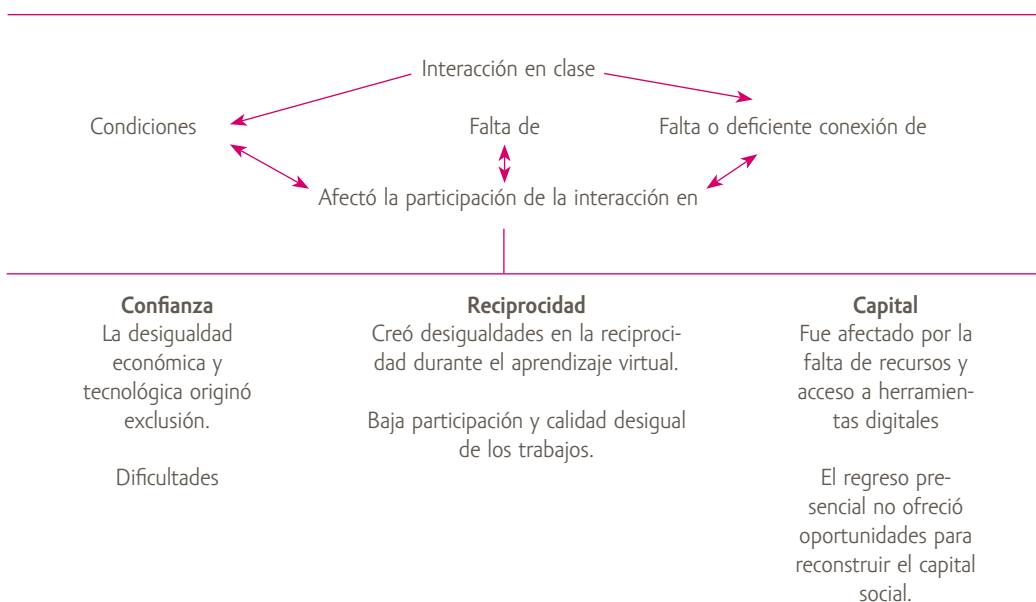 Interacción en clase
Condiciones
Falta de
Falta o deficiente conexión de
Afectó la participación de la interacción en
Confianza
La desigualdad
económica y
tecnológica originó
exclusión.
Dificultades
Reciprocidad
Creó desigualdades en la reciproci-
dad durante el aprendizaje virtual.
Baja participación y calidad desigual
de los trabajos.
Capital
Fue afectado por la
falta de recursos y
acceso a herramien-
tas digitales
El regreso pre-
sencial no ofreció
oportunidades para
reconstruir el capital
social.